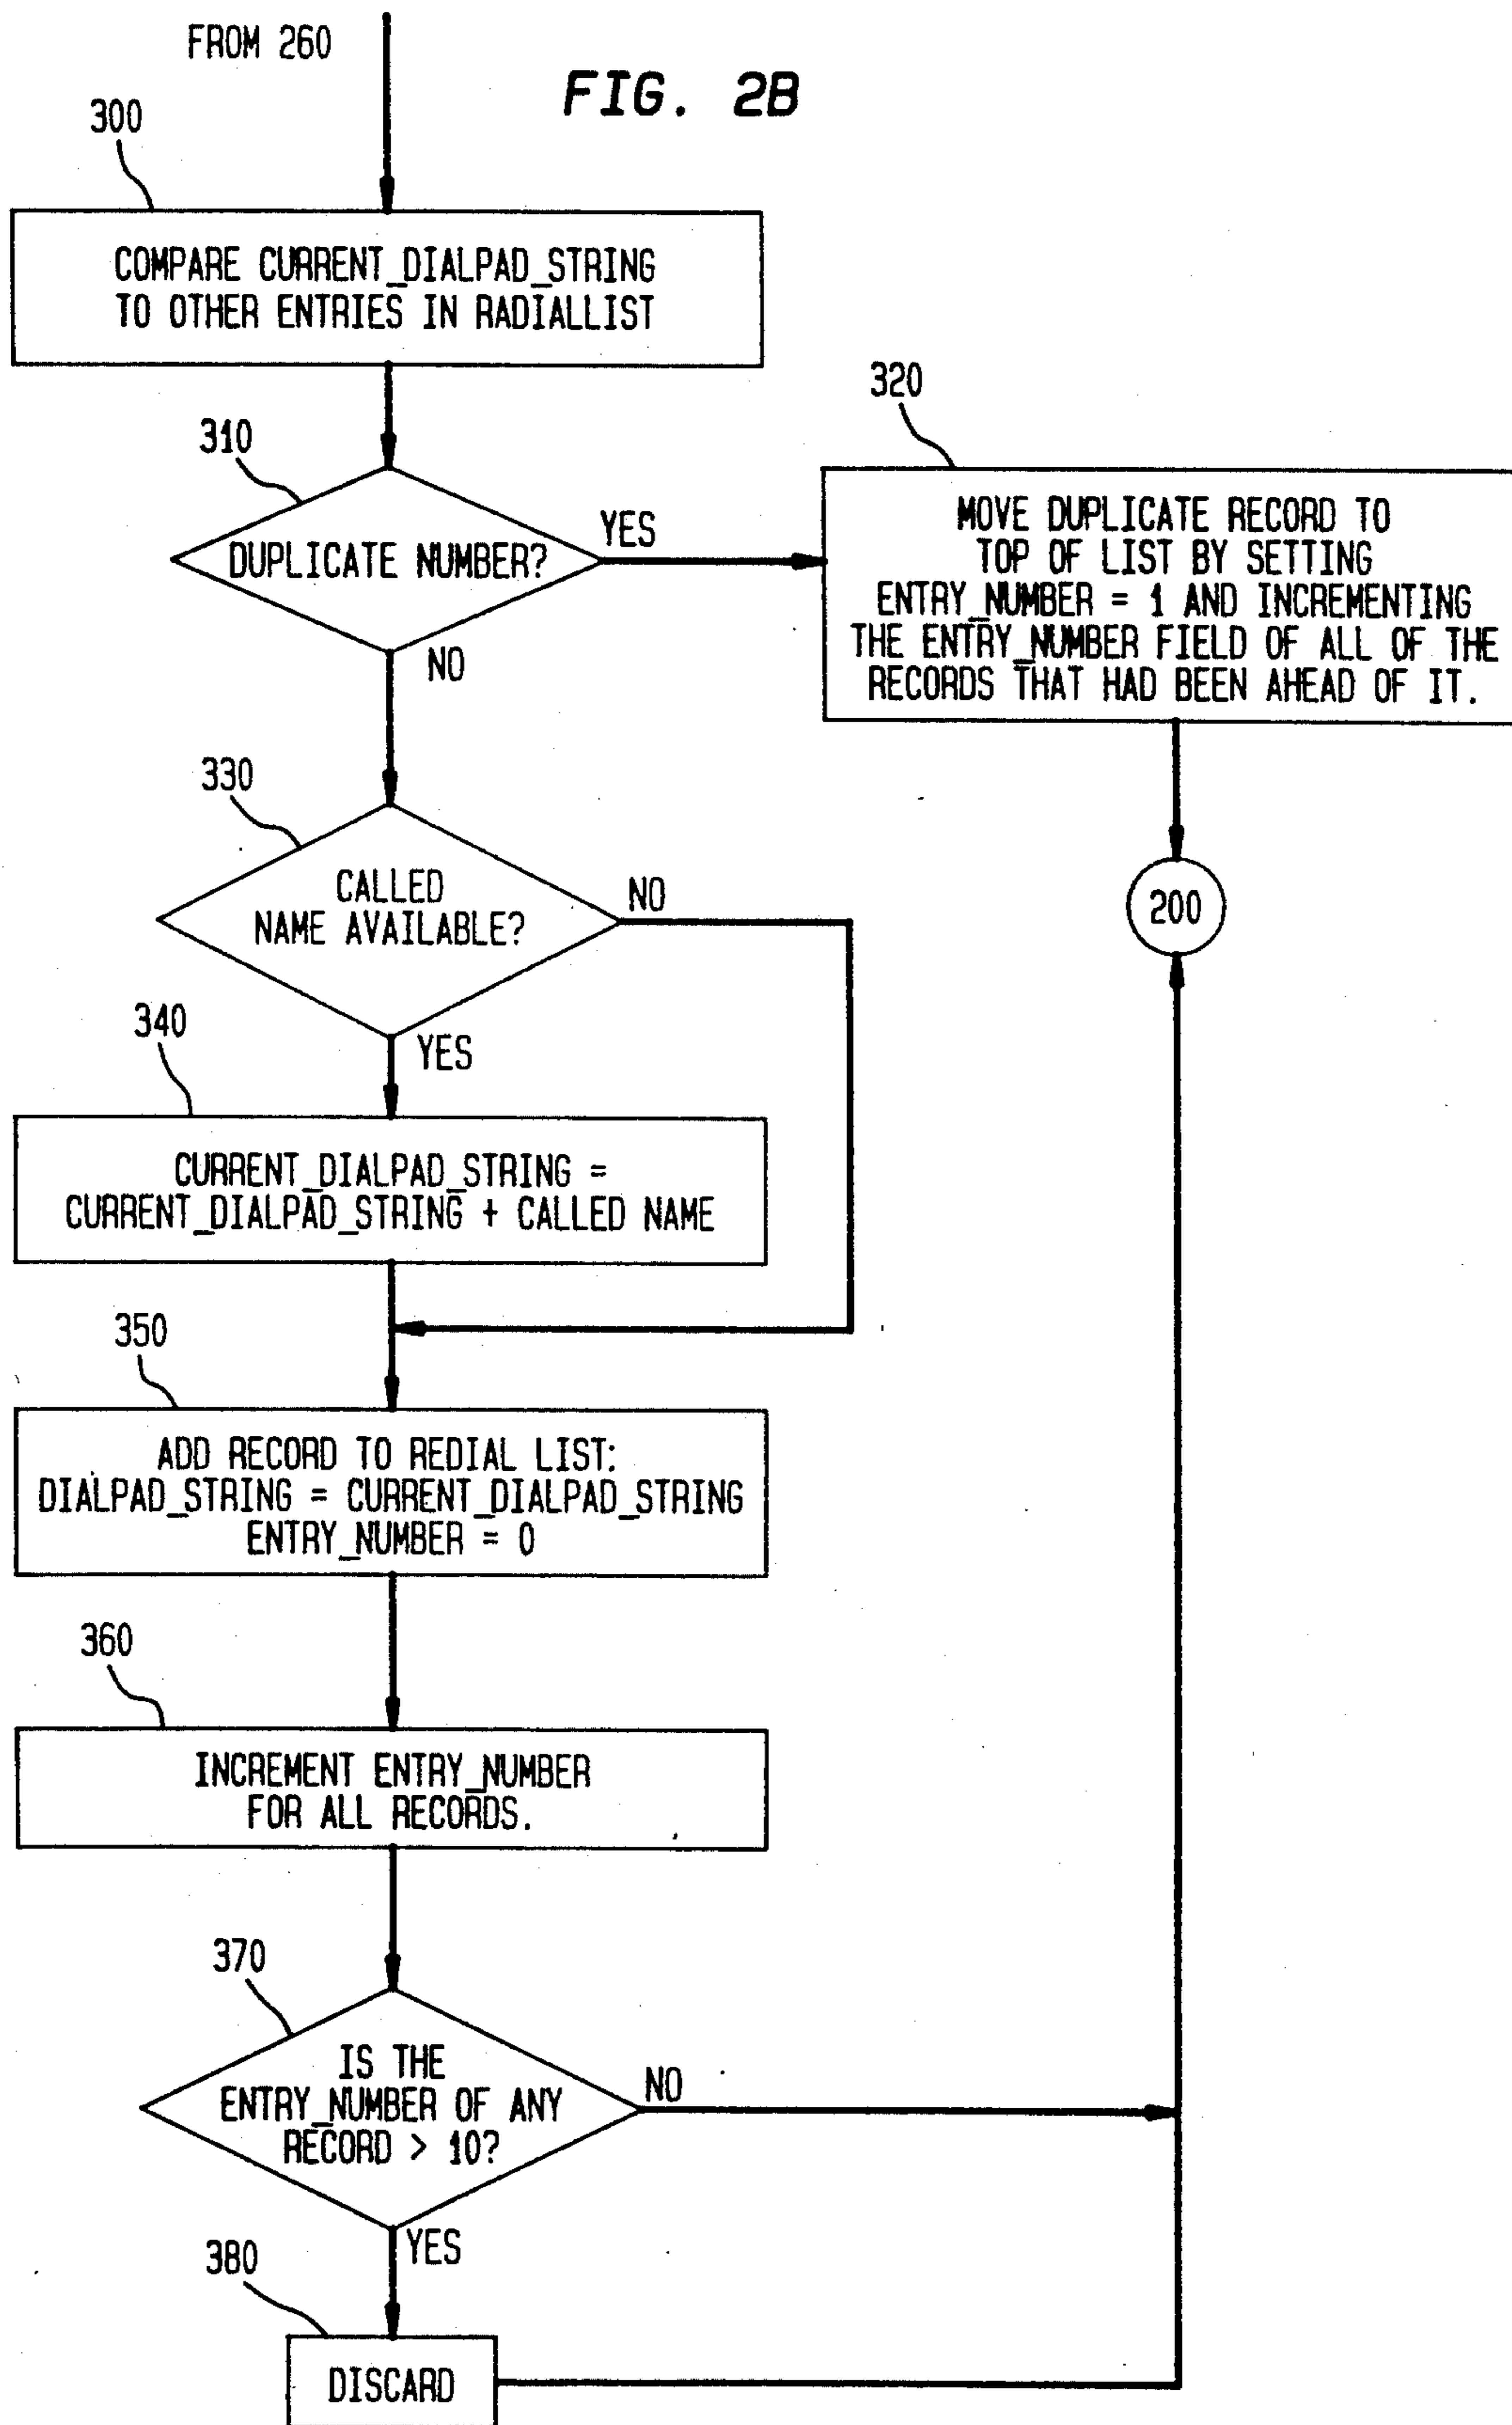 FROM 260
FIG. 2B
300
COMPARE CURRENT_DIALPAD_STRING
TO OTHER ENTRIES IN RADIALLIST
310
DUPLICATE NUMBER?
YES
NO
320
MOVE DUPLICATE RECORD TO
TOP OF LIST BY SETTING
ENTRY_NUMBER = 1 AND INCREMENTING
THE ENTRY_NUMBER FIELD OF ALL OF THE
RECORDS THAT HAD BEEN AHEAD OF IT.
200
330
CALLED
NAME AVAILABLE?
NO
YES
340
CURRENT_DIALPAD_STRING =
CURRENT_DIALPAD_STRING + CALLED NAME
350
ADD RECORD TO REDIAL LIST:
DIALPAD_STRING = CURRENT_DIALPAD_STRING
ENTRY_NUMBER = 0
360
INCREMENT ENTRY_NUMBER
FOR ALL RECORDS.
370
IS THE
ENTRY_NUMBER OF ANY
RECORD > 10?
NO
YES
380
DISCARD